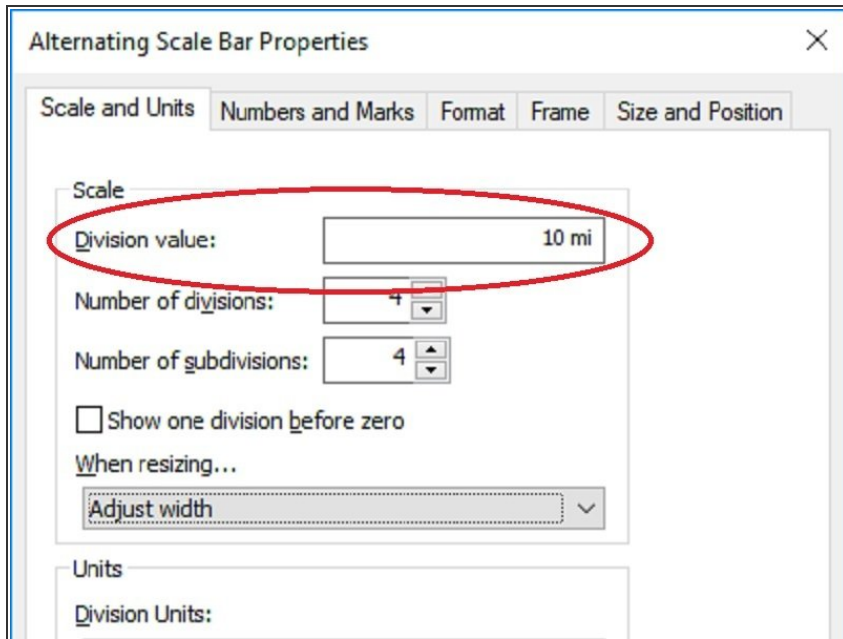 Alternating Scale Bar Properties
Scale and Units Numbers and Marks Format Frame Size and Position
Scale
Division value: 10 mi
Number of divisions: 4
Number of subdivisions: 4
Show one division before zero
When resizing...
Adjust width
Units
Division Units: